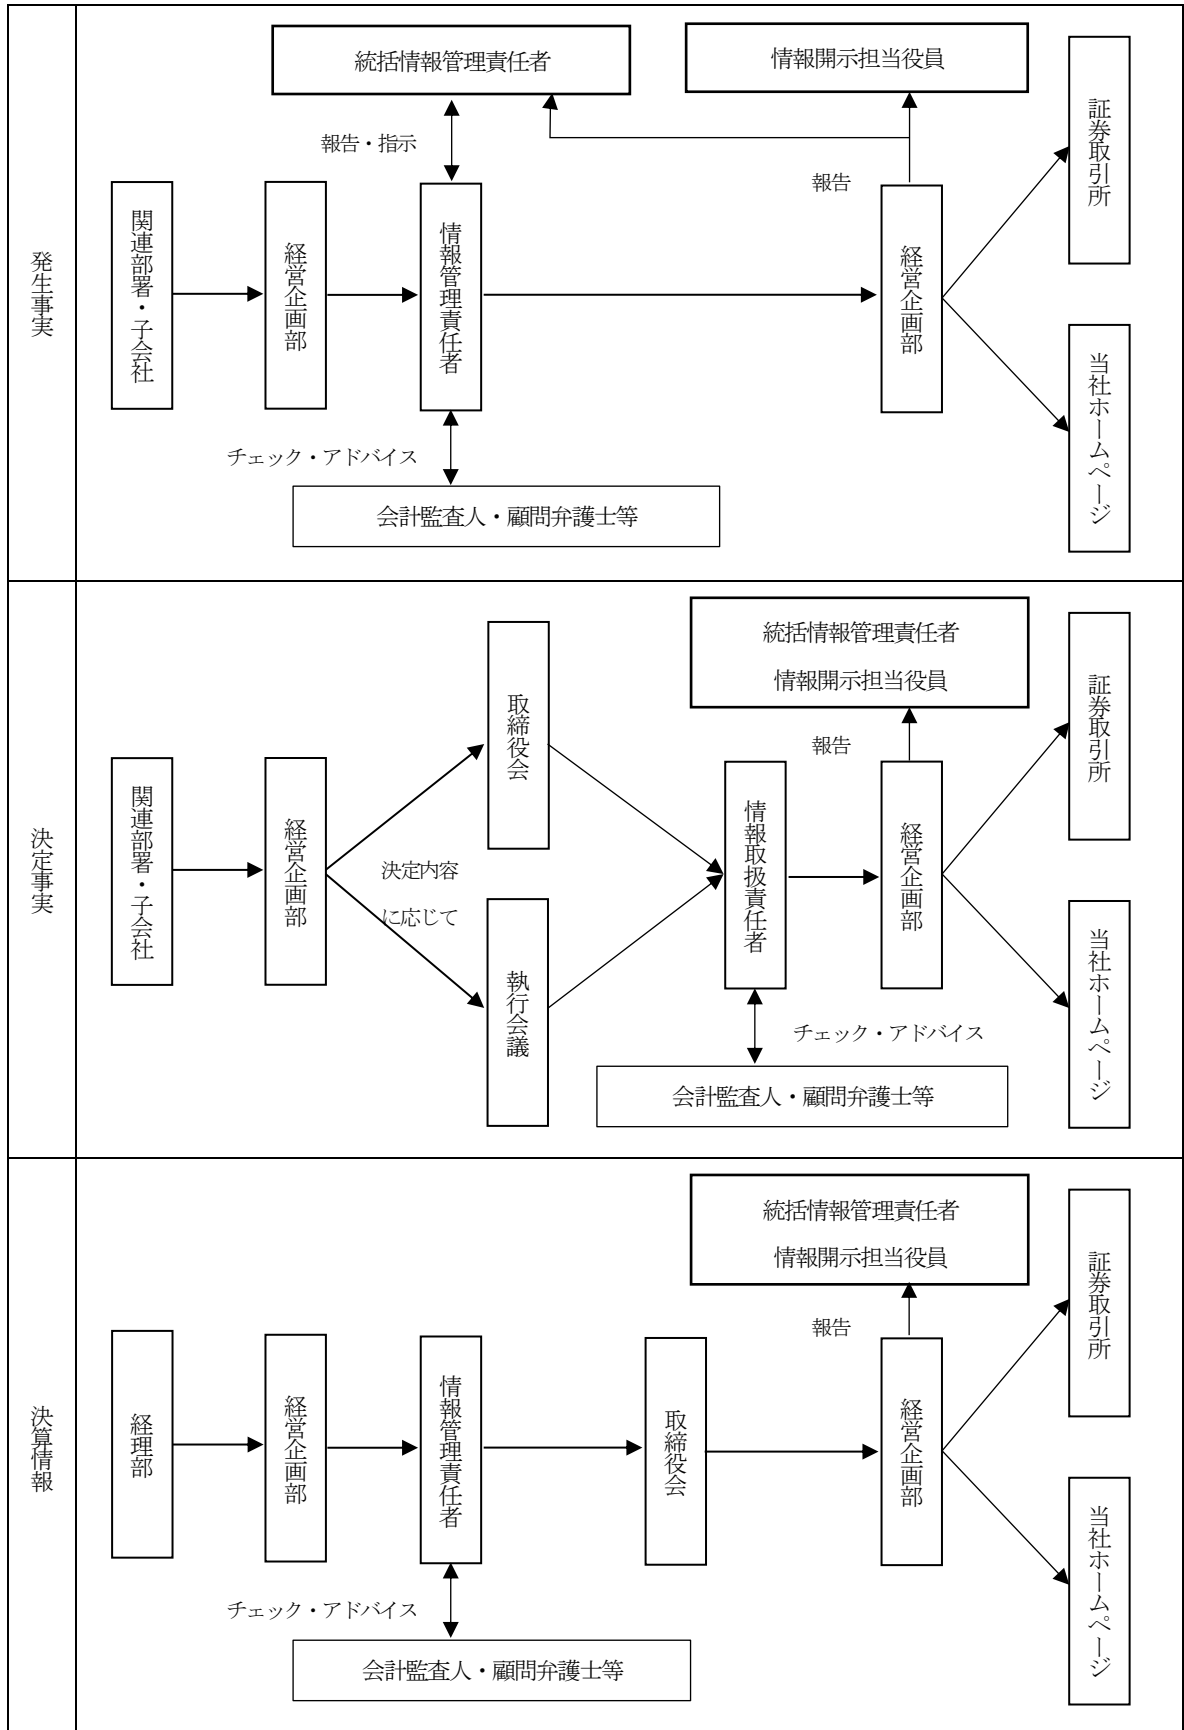 発生事実
統括情報管理責任者
情報開示担当役員
報告・指示
報告
関連部署・子会社
経営企画部
情報管理責任者
経営企画部
証券取引所
当社ホームページ
チェック・アドバイス
会計監査人・顧問弁護士等
決定事実
統括情報管理責任者
情報開示担当役員
報告
関連部署・子会社
経営企画部
決定内容
に応じて
取締役会
執行会議
情報取扱責任者
経営企画部
証券取引所
当社ホームページ
チェック・アドバイス
会計監査人・顧問弁護士等
決算情報
統括情報管理責任者
情報開示担当役員
報告
経理部
経営企画部
情報管理責任者
取締役会
経営企画部
証券取引所
当社ホームページ
チェック・アドバイス
会計監査人・顧問弁護士等